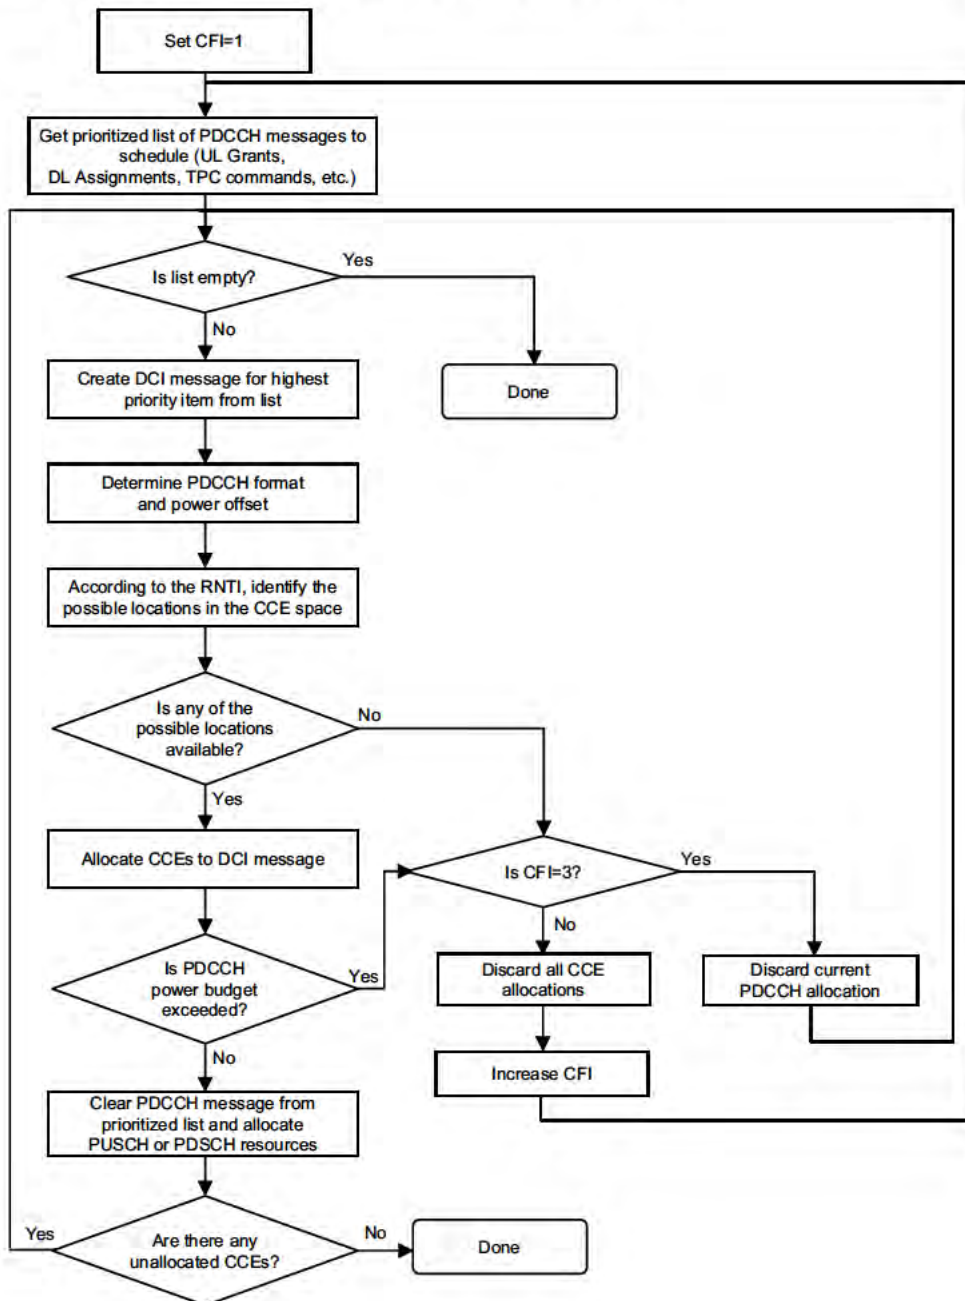 Set CFI=1
Get prioritized list of PDCCH messages to
schedule (UL Grants,
DL Assignments, TPC commands, etc.)
Is list empty?
Yes
No
Create DCI message for highest
priority item from list
Done
Determine PDCCH format
and power offset
According to the RNTI, identify the
possible locations in the CCE space
Is any of the
possible locations
available?
No
Yes
Allocate CCEs to DCI message
Is CFI=3?
Yes
No
Is PDCCH
power budget
exceeded?
Yes
No
Discard all CCE
allocations
Discard current
PDCCH allocation
Increase CFI
Clear PDCCH message from
prioritized list and allocate
PUSCH or PDSCH resources
Are there any
unallocated CCEs?
Yes
No
Done